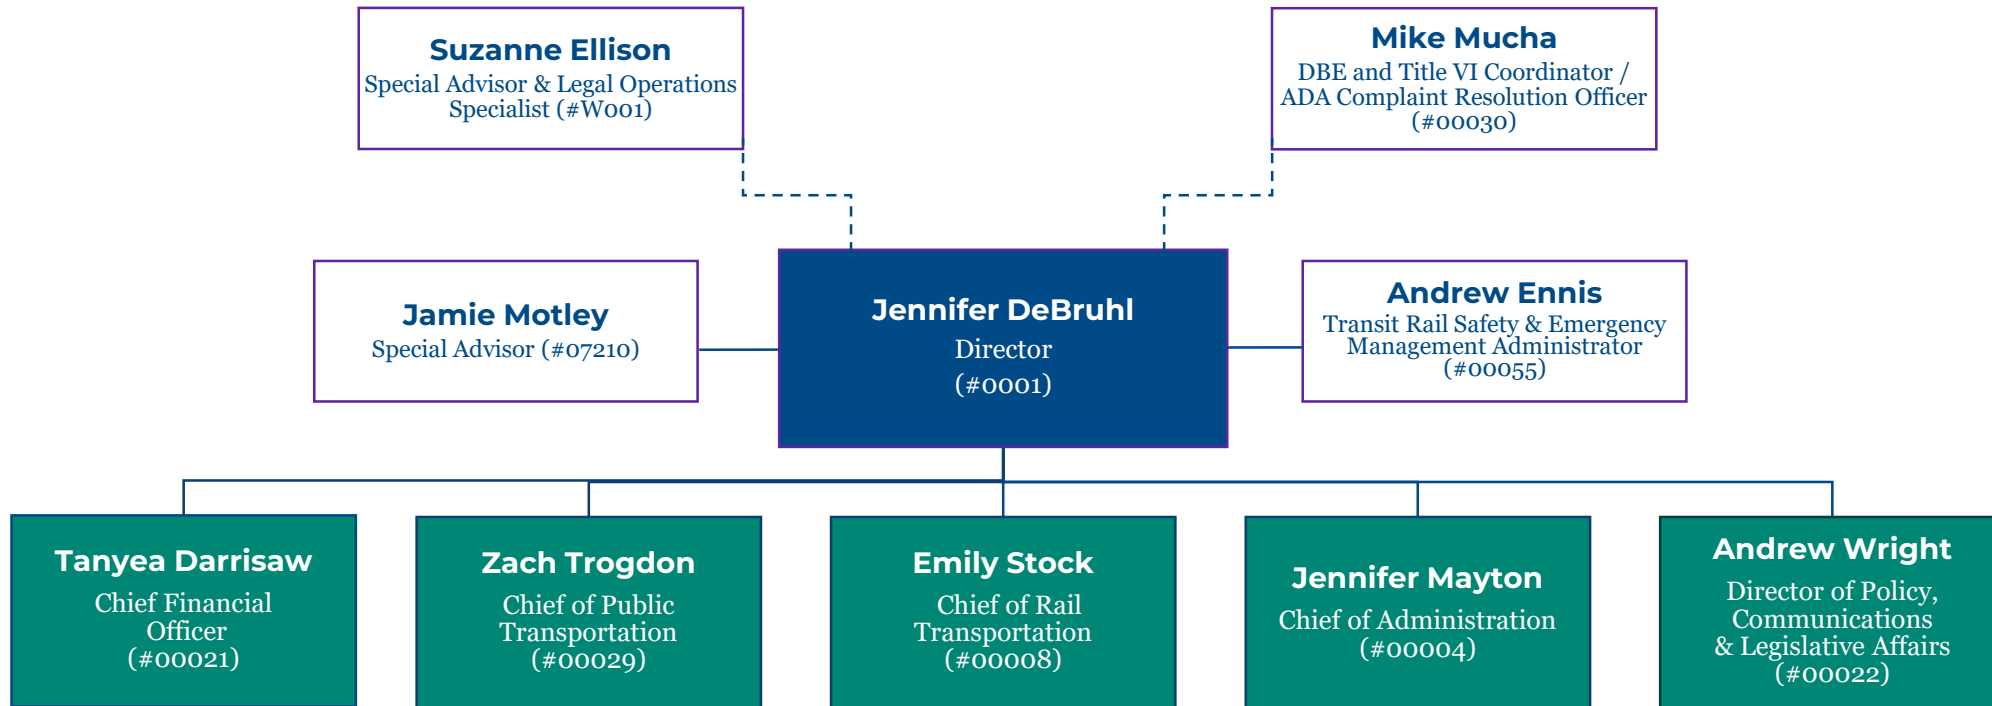 Suzanne Ellison
Special Advisor & Legal Operations
Specialist (#W001)
Mike Mucha
DBE and Title VI Coordinator /
ADA Complaint Resolution Officer
(#00030)
Jamie Motley
Special Advisor (#07210)
Jennifer DeBruhl
Director
(#0001)
Andrew Ennis
Transit Rail Safety & Emergency
Management Administrator
(#00055)
Tanyea Darrisaw
Chief Financial
Officer
(#00021)
Zach Trogdon
Chief of Public
Transportation
(#00029)
Emily Stock
Chief of Rail
Transportation
(#00008)
Jennifer Mayton
Chief of Administration
(#00004)
Andrew Wright
Director of Policy,
Communications
& Legislative Affairs
(#00022)